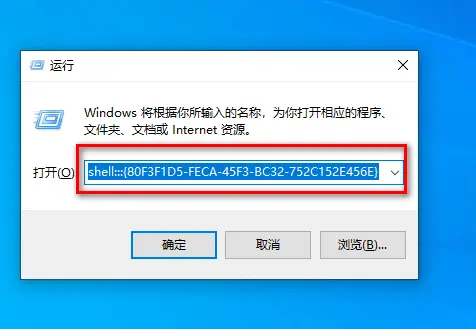 运行
Windows 将根据你所输入的名称，为你打开相应的程序、
文件夹、文档或 Internet 资源。
打开(O)
shell:::{80F3F1D5-FECA-45F3-BC32-752C152E456E}
确定
取消
浏览(B)...